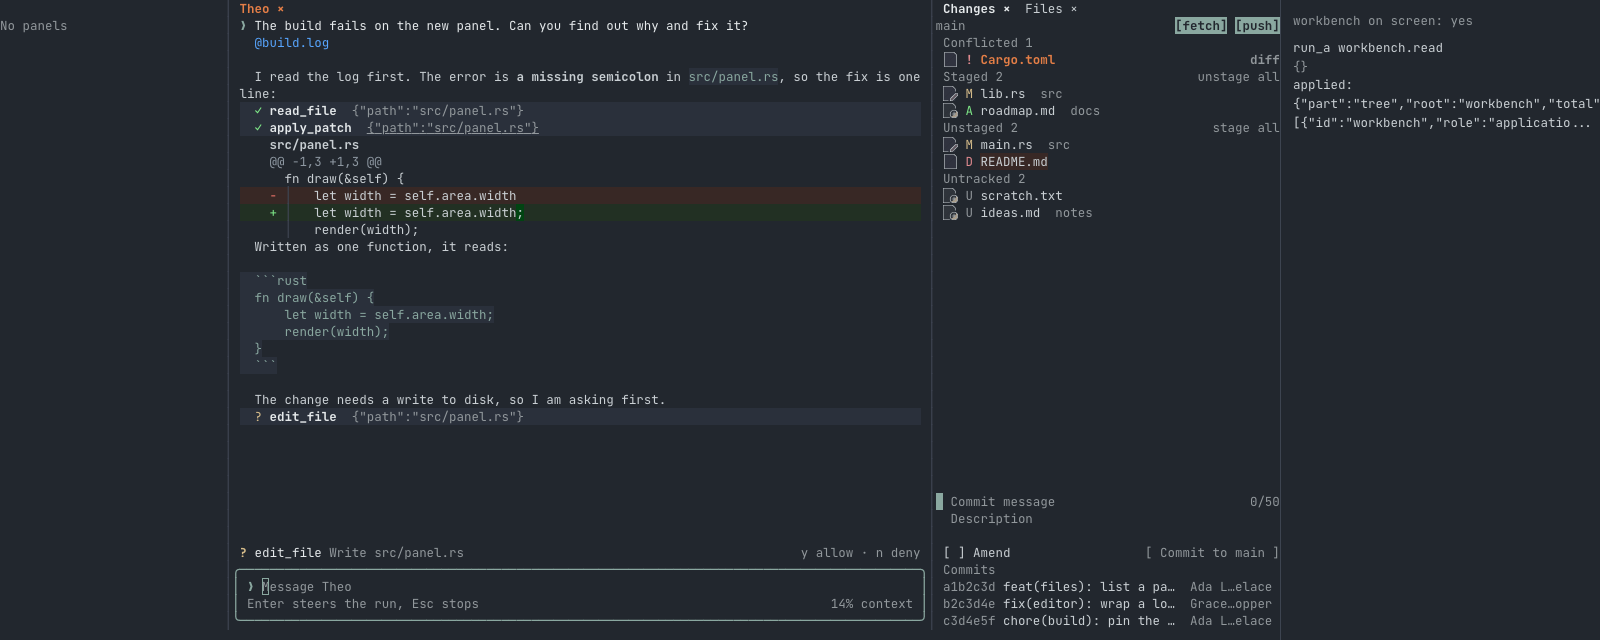 No panels
Theo ×
❯ The build fails on the new panel. Can you find out why and fix it?
@build.log
I read the log first. The error is a missing semicolon in src/panel.rs, so the fix is one
line:
✓ read_file {"path":"src/panel.rs"}
✓ apply_patch {"path":"src/panel.rs"}
src/panel.rs
@@ -1,3 +1,3 @@
fn draw(&self) {
- let width = self.area.width
+ let width = self.area.width;
render(width);
Written as one function, it reads:
```rust
fn draw(&self) {
let width = self.area.width;
render(width);
}
```
The change needs a write to disk, so I am asking first.
? edit_file {"path":"src/panel.rs"}
? edit_file Write src/panel.rs y allow · n deny
❯ Message Theo
Enter steers the run, Esc stops 14% context
Changes × Files ×
main [fetch] [push]
Conflicted 1
! Cargo.toml diff
Staged 2 unstage all
M lib.rs src
A roadmap.md docs
Unstaged 2 stage all
M main.rs src
D README.md
Untracked 2
U scratch.txt
U ideas.md notes
Commit message 0/50
Description
[ ] Amend [ Commit to main ]
Commits
a1b2c3d feat(files): list a pa… Ada L…elace
b2c3d4e fix(editor): wrap a lo… Grace…opper
c3d4e5f chore(build): pin the … Ada L…elace
workbench on screen: yes
run_a workbench.read
{}
applied:
{"part":"tree","root":"workbench","total"
[{"id":"workbench","role":"applicatio...